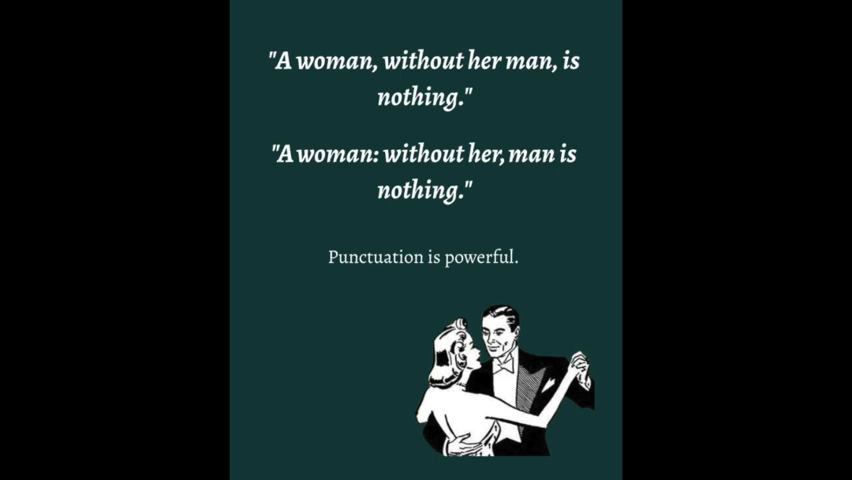 "A woman, without her man, is
nothing."
"A woman: without her, man is
nothing."
Punctuation is powerful.